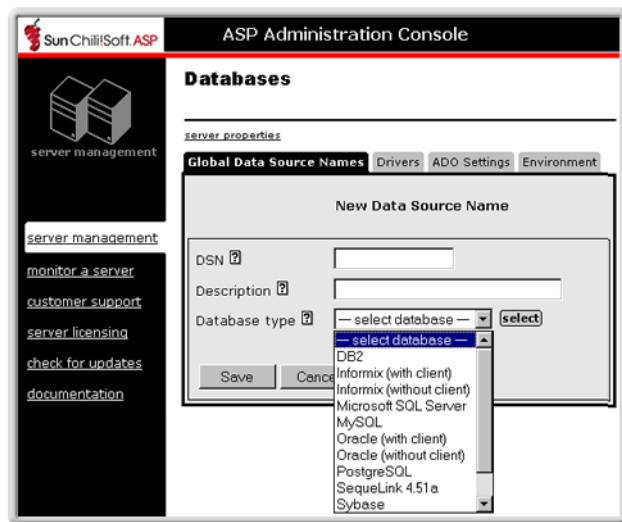 Sun Chili!Soft ASP
ASP Administration Console
server management
Databases
server properties
Global Data Source Names Drivers ADO Settings Environment
New Data Source Name
server management
monitor a server
customer support
server licensing
check for updates
documentation
DSN ?
Description ?
Database type ? — select database — select
— select database —
DB2
Informix (with client)
Informix (without client)
Microsoft SQL Server
MySQL
Oracle (with client)
Oracle (without client)
PostgreSQL
SequeLink 4.51a
Sybase
Save Cance